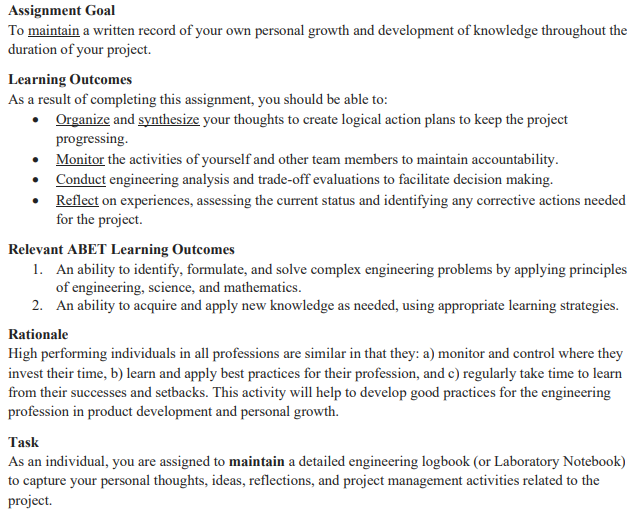 Assignment Goal
To maintain a written record of your own personal growth and development of knowledge throughout the
duration of your project.
Learning Outcomes
As a result of completing this assignment, you should be able to:
• Organize and synthesize your thoughts to create logical action plans to keep the project
progressing.
• Monitor the activities of yourself and other team members to maintain accountability.
• Conduct engineering analysis and trade-off evaluations to facilitate decision making.
• Reflect on experiences, assessing the current status and identifying any corrective actions needed
for the project.
Relevant ABET Learning Outcomes
1. An ability to identify, formulate, and solve complex engineering problems by applying principles
of engineering, science, and mathematics.
2. An ability to acquire and apply new knowledge as needed, using appropriate learning strategies.
Rationale
High performing individuals in all professions are similar in that they: a) monitor and control where they
invest their time, b) learn and apply best practices for their profession, and c) regularly take time to learn
from their successes and setbacks. This activity will help to develop good practices for the engineering
profession in product development and personal growth.
Task
As an individual, you are assigned to maintain a detailed engineering logbook (or Laboratory Notebook)
to capture your personal thoughts, ideas, reflections, and project management activities related to the
project.